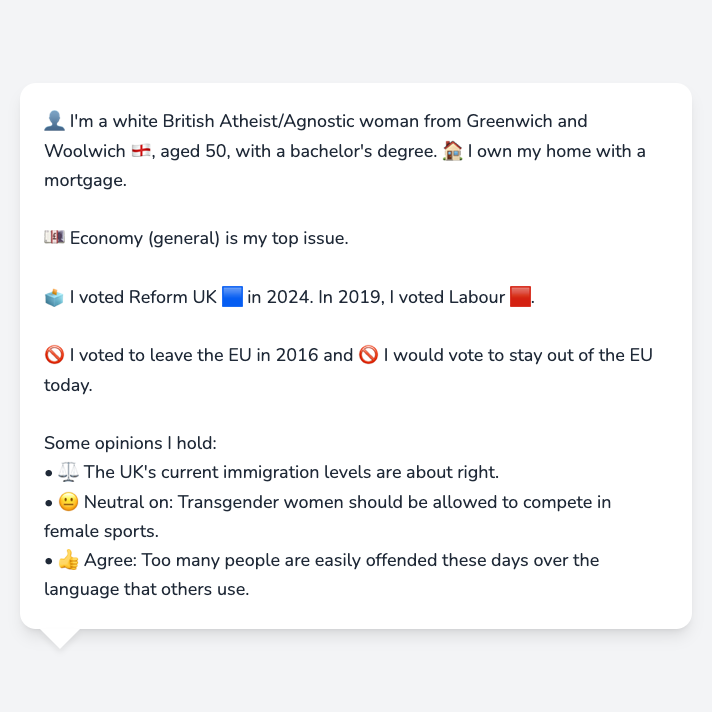 👤 I'm a white British Atheist/Agnostic woman from Greenwich and
Woolwich 🏴󠁧󠁢󠁥󠁮󠁧󠁿, aged 50, with a bachelor's degree. 🏠 I own my home with a
mortgage.
💷 Economy (general) is my top issue.
🗳️ I voted Reform UK 🟦 in 2024. In 2019, I voted Labour 🟥.
🚫 I voted to leave the EU in 2016 and 🚫 I would vote to stay out of the EU
today.
Some opinions I hold:
• ⚖️ The UK's current immigration levels are about right.
• 😐 Neutral on: Transgender women should be allowed to compete in
female sports.
• 👍 Agree: Too many people are easily offended these days over the
language that others use.